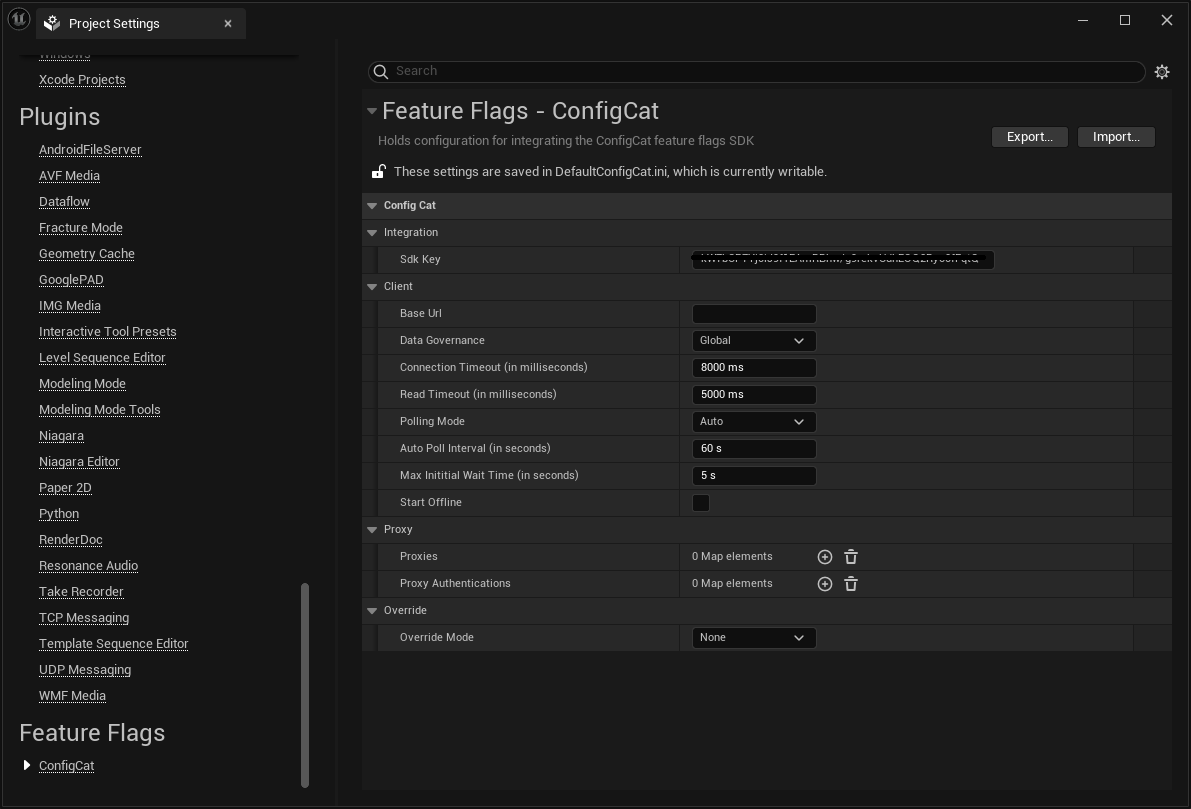 Project Settings
Windows
Xcode Projects
Plugins
AndroidFileServer
AVF Media
Dataflow
Fracture Mode
Geometry Cache
GooglePAD
IMG Media
Interactive Tool Presets
Level Sequence Editor
Modeling Mode
Modeling Mode Tools
Niagara
Niagara Editor
Paper 2D
Python
RenderDoc
Resonance Audio
Take Recorder
TCP Messaging
Template Sequence Editor
UDP Messaging
WMF Media
Feature Flags
ConfigCat
Search
Feature Flags - ConfigCat
Holds configuration for integrating the ConfigCat feature flags SDK
Export...
Import...
These settings are saved in DefaultConfigCat.ini, which is currently writable.
Config Cat
Integration
Sdk Key
Client
Base Url
Data Governance Global
Connection Timeout (in milliseconds) 8000 ms
Read Timeout (in milliseconds) 5000 ms
Polling Mode Auto
Auto Poll Interval (in seconds) 60 s
Max Inititial Wait Time (in seconds) 5 s
Start Offline
Proxy
Proxies 0 Map elements
Proxy Authentications 0 Map elements
Override
Override Mode None